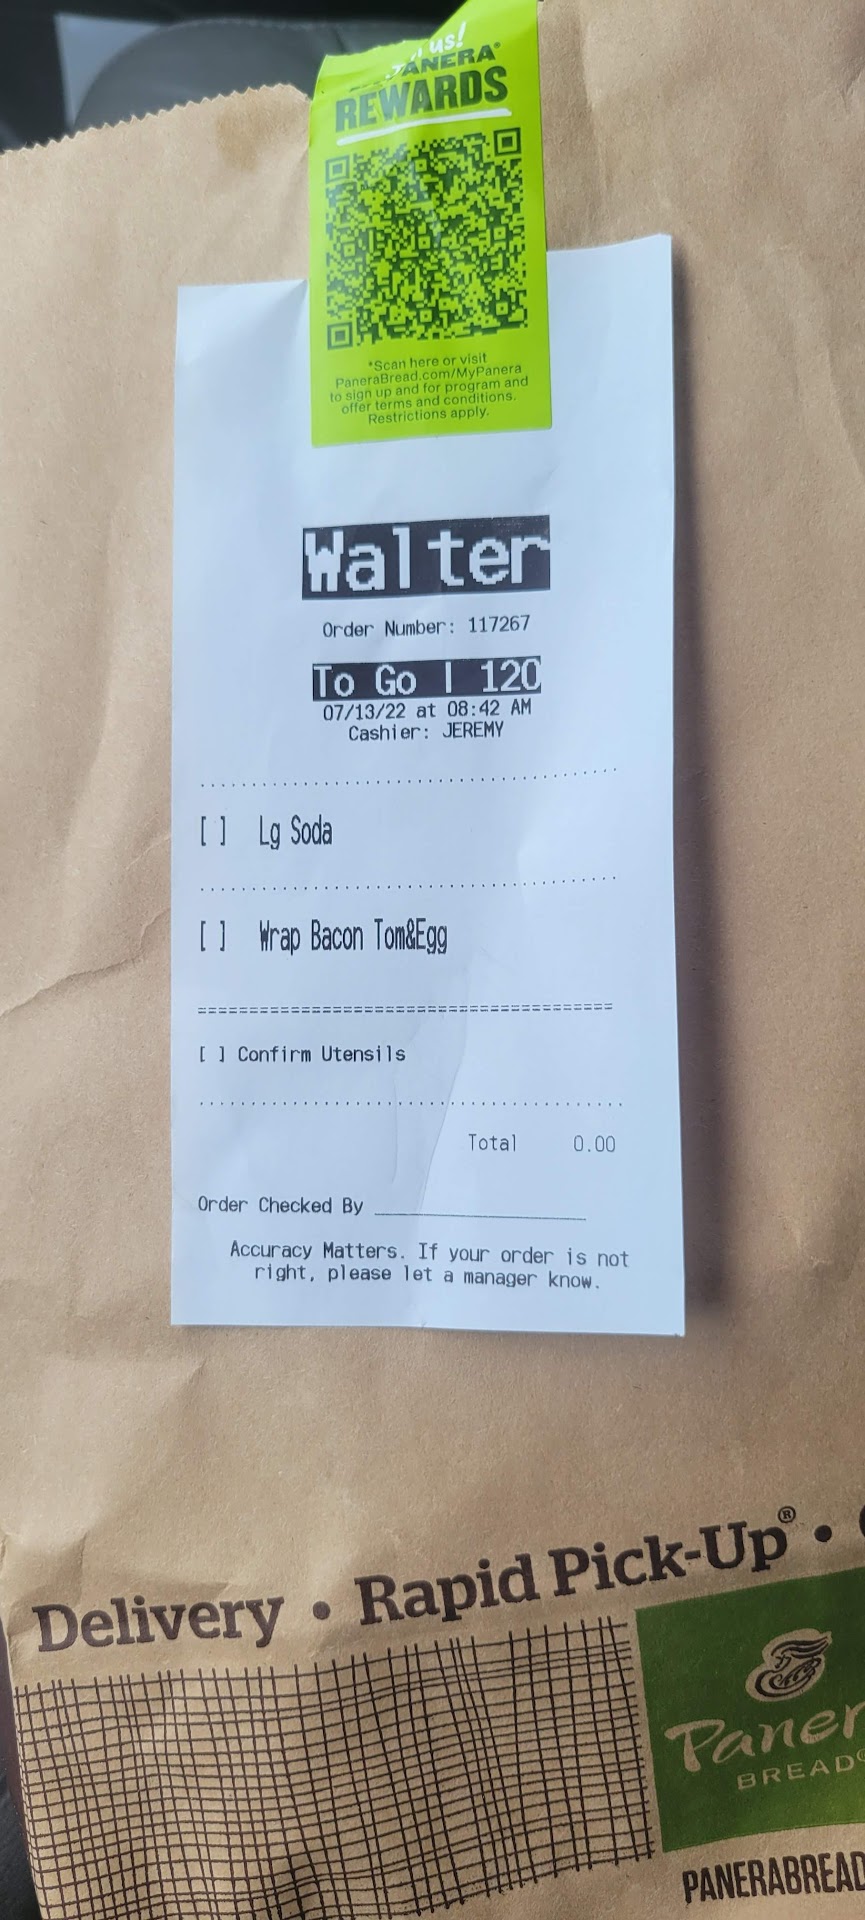 us!
PANERA®
REWARDS
*Scan here or visit
PaneraBread.com/MyPanera
to sign up and for program and
offer terms and conditions.
Restrictions apply.
Walter
Order Number: 117267
To Go | 120
07/13/22 at 08:42 AM
Cashier: JEREMY
[ ] Lg Soda
[ ] Wrap Bacon Tom&Egg
[ ] Confirm Utensils
Total 0.00
Order Checked By
Accuracy Matters. If your order is not
right, please let a manager know.
Delivery • Rapid Pick-Up® •
Paner
BREAD®
PANERABREAD